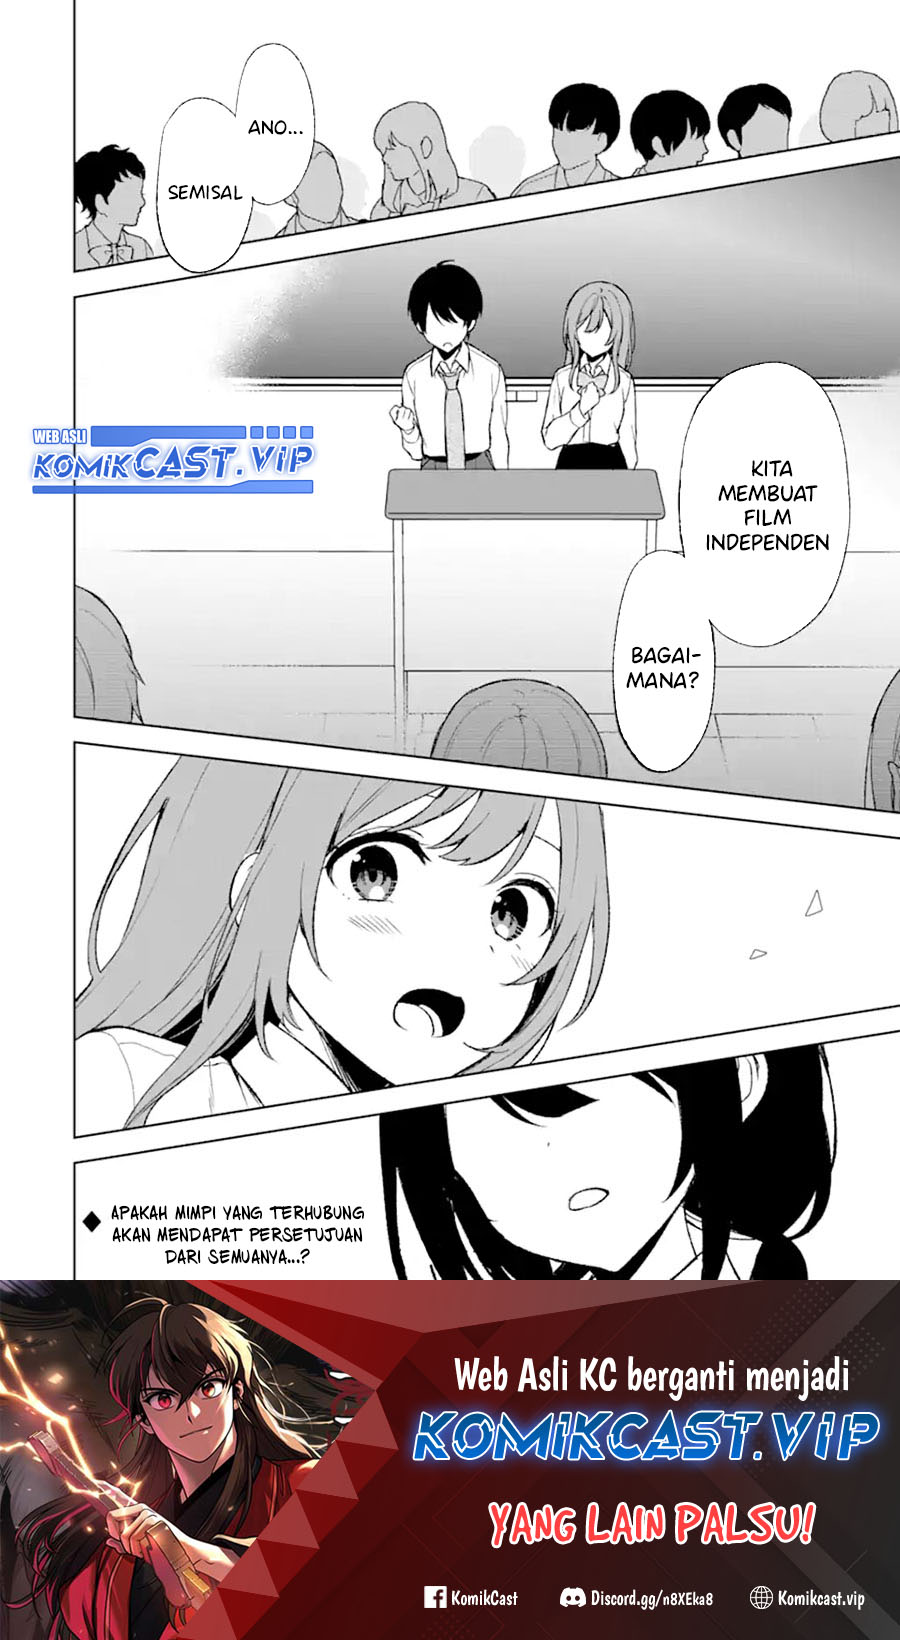 ANO...
SEMISAL
WEB ASLI
KOMIKCAST.VIP
KITA
MEMBUAT
FILM
INDEPENDEN
BAGAI-
MANA?
APAKAH MIMPI YANG TERHUBUNG
AKAN MENDAPAT PERSETUJUAN
DARI SEMUANYA...?
Web Asli KC berganti menjadi
KOMIKCAST.VIP
YANG LAIN PALSU!
KomikCast
Discord.gg/n8XEka8
Komikcast.vip